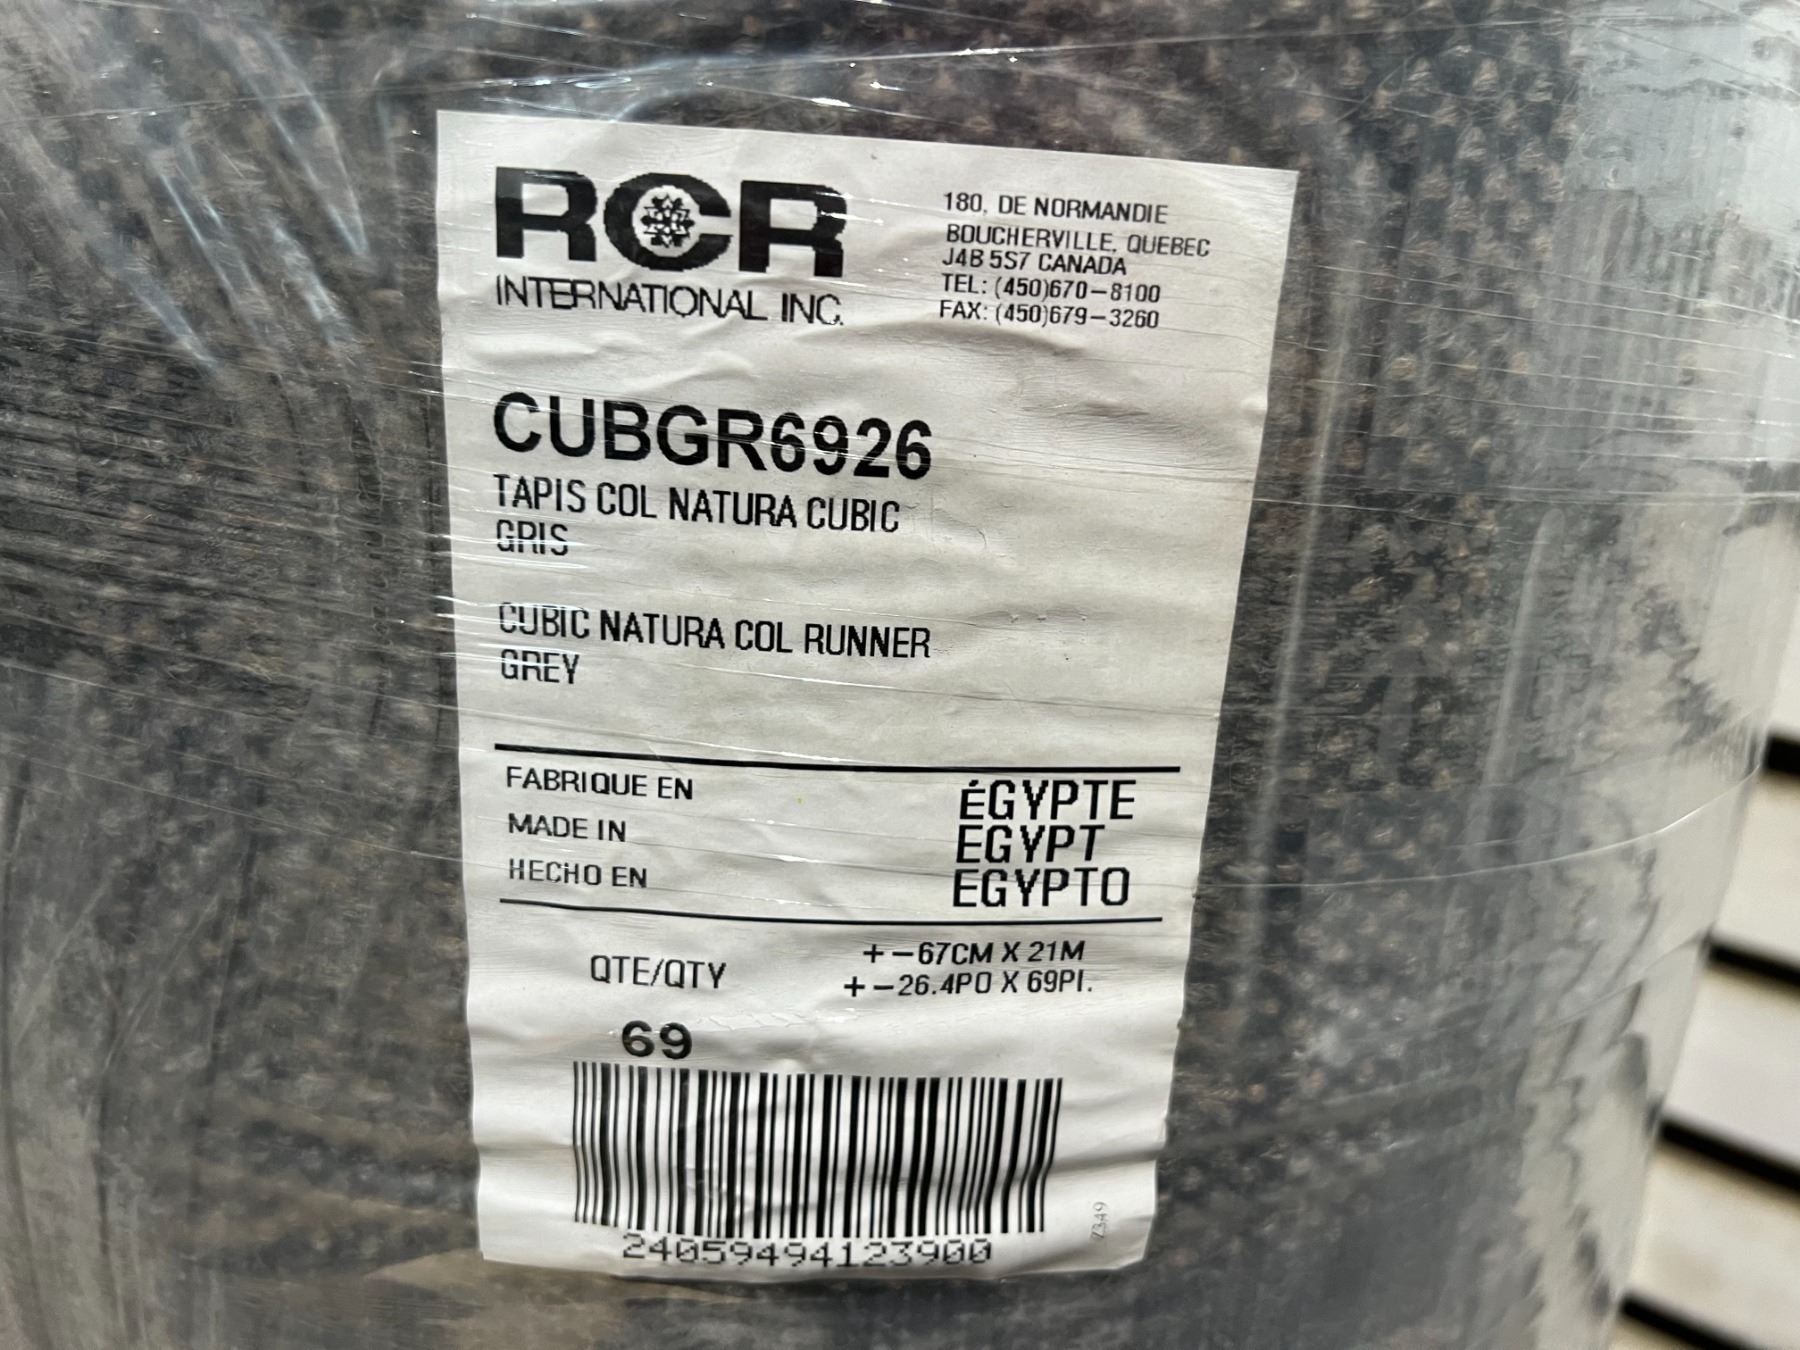 RCR
INTERNATIONAL INC.
180, DE NORMANDIE
BOUCHERVILLE, QUEBEC
J4B 5S7 CANADA
TEL: (450)670-8100
FAX: (450)679-3260
CUBGR6926
TAPIS COL NATURA CUBIC
GRIS
CUBIC NATURA COL RUNNER
GREY
FABRIQUE EN ÉGYPTE
MADE IN EGYPT
HECHO EN EGYPTO
QTE/QTY
+-67CM X 21M
+-26.4PO X 69PI.
69
24059494123900
Z349